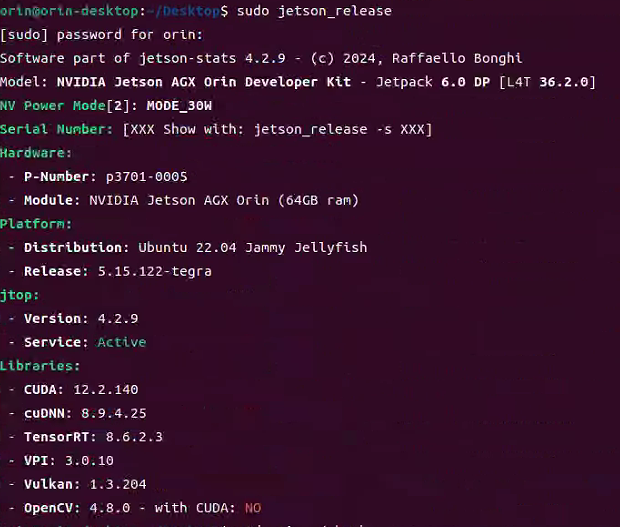 orin@orin-desktop:~/Desktop$ sudo jetson_release
[sudo] password for orin:
Software part of jetson-stats 4.2.9 - (c) 2024, Raffaello Bonghi
Model: NVIDIA Jetson AGX Orin Developer Kit - Jetpack 6.0 DP [L4T 36.2.0]
NV Power Mode[2]: MODE_30W
Serial Number: [XXX Show with: jetson_release -s XXX]
Hardware:
- P-Number: p3701-0005
- Module: NVIDIA Jetson AGX Orin (64GB ram)
Platform:
- Distribution: Ubuntu 22.04 Jammy Jellyfish
- Release: 5.15.122-tegra
jtop:
- Version: 4.2.9
- Service: Active
Libraries:
- CUDA: 12.2.140
- cuDNN: 8.9.4.25
- TensorRT: 8.6.2.3
- VPI: 3.0.10
- Vulkan: 1.3.204
- OpenCV: 4.8.0 - with CUDA: NO